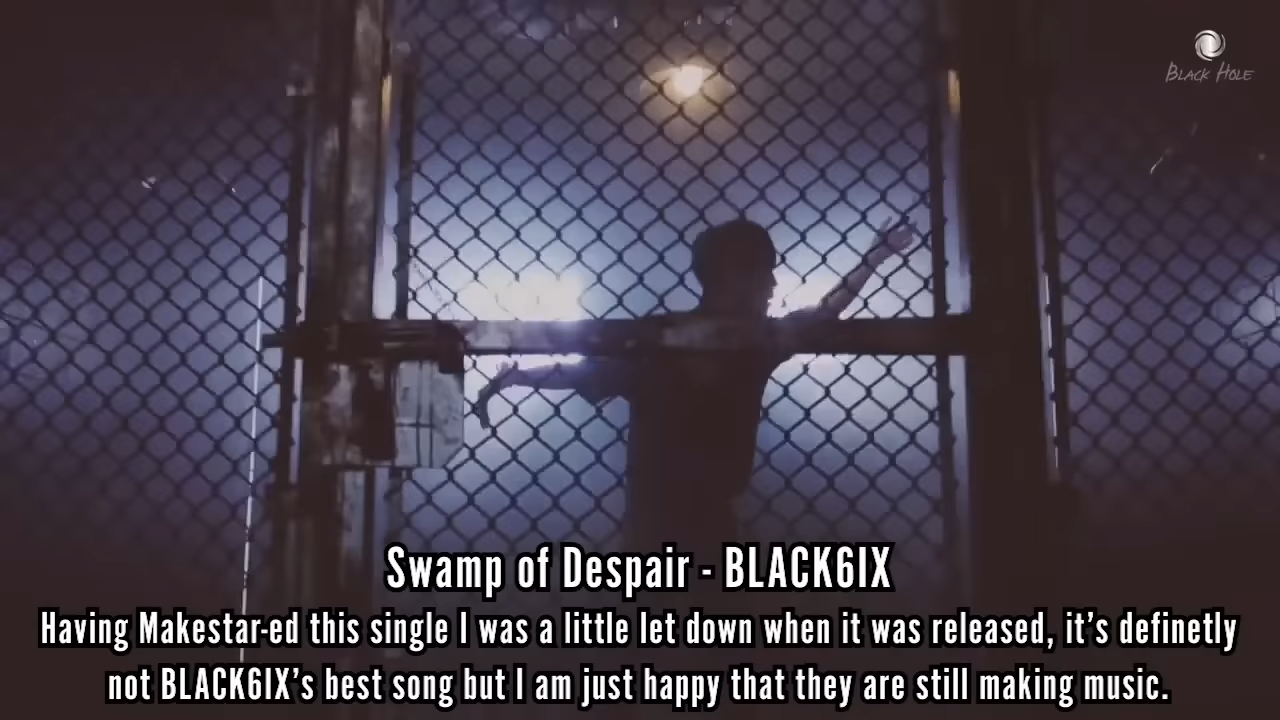 BLACK HOLE
Swamp of Despair - BLACK6IX
Having Makestar-ed this single I was a little let down when it was released, it’s definetly
not BLACK6IX’s best song but I am just happy that they are still making music.